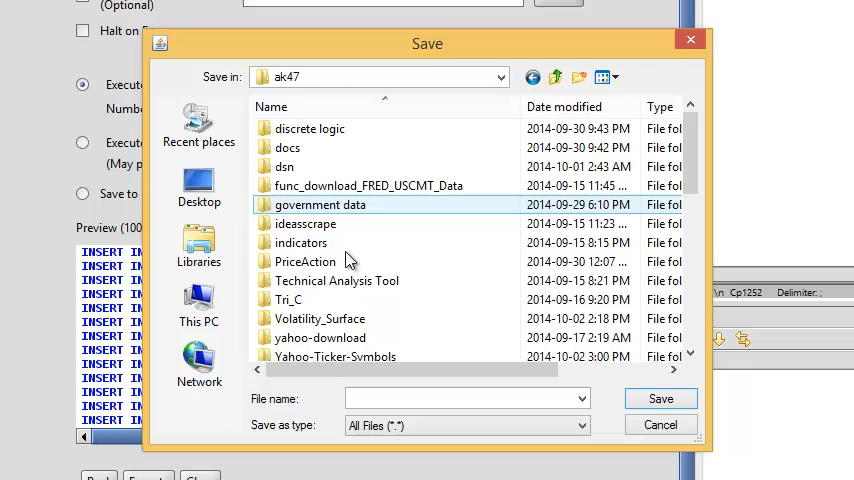 (Optional)
Halt on
Save
Execute
Save in:
ak47
Numbe
Name
Date modified
Type
discrete logic
2014-09-30 9:43 PM
File fol
Recent places
docs
2014-09-30 9:42 PM
File fol
Execute
dsn
2014-10-01 2:43 AM
File fol
(May p
func_download_FRED_USCMT_Data
2014-09-15 11:45 ...
File fol
Save to
Desktop
government data
2014-09-29 6:10 PM
File fol
Preview (100
ideasscrape
2014-09-15 11:23 ...
File fol
INSERT IN
indicators
2014-09-15 8:15 PM
File fol
INSERT IN
Libraries
PriceAction
2014-09-30 12:07 ...
File fol
INSERT IN
Technical Analysis Tool
2014-09-15 8:21 PM
File fol
INSERT IN
Tri_C
2014-09-16 9:20 PM
File fol
\n Cp1252 Delimiter: ;
INSERT IN
This PC
Volatility_Surface
2014-10-02 2:18 PM
File fol
INSERT IN
yahoo-download
2014-09-17 2:19 AM
File fol
INSERT IN
Yahoo-Ticker-Symbols
2014-10-02 3:00 PM
File fol
INSERT IN
Network
INSERT IN
File name:
Save
INSERT IN
INSERT IN
Save as type:
All Files (*.*)
Cancel
INSERT IN
INSERT IN